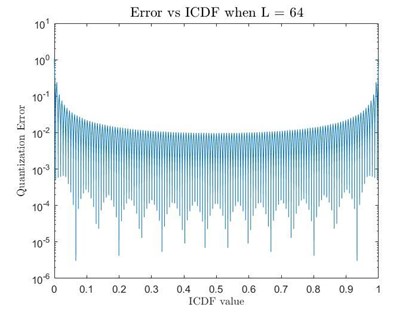 Error vs ICDF when L = 64
Quantization Error
10^1
10^0
10^-1
10^-2
10^-3
10^-4
10^-5
10^-6
0 0.1 0.2 0.3 0.4 0.5 0.6 0.7 0.8 0.9 1
ICDF value